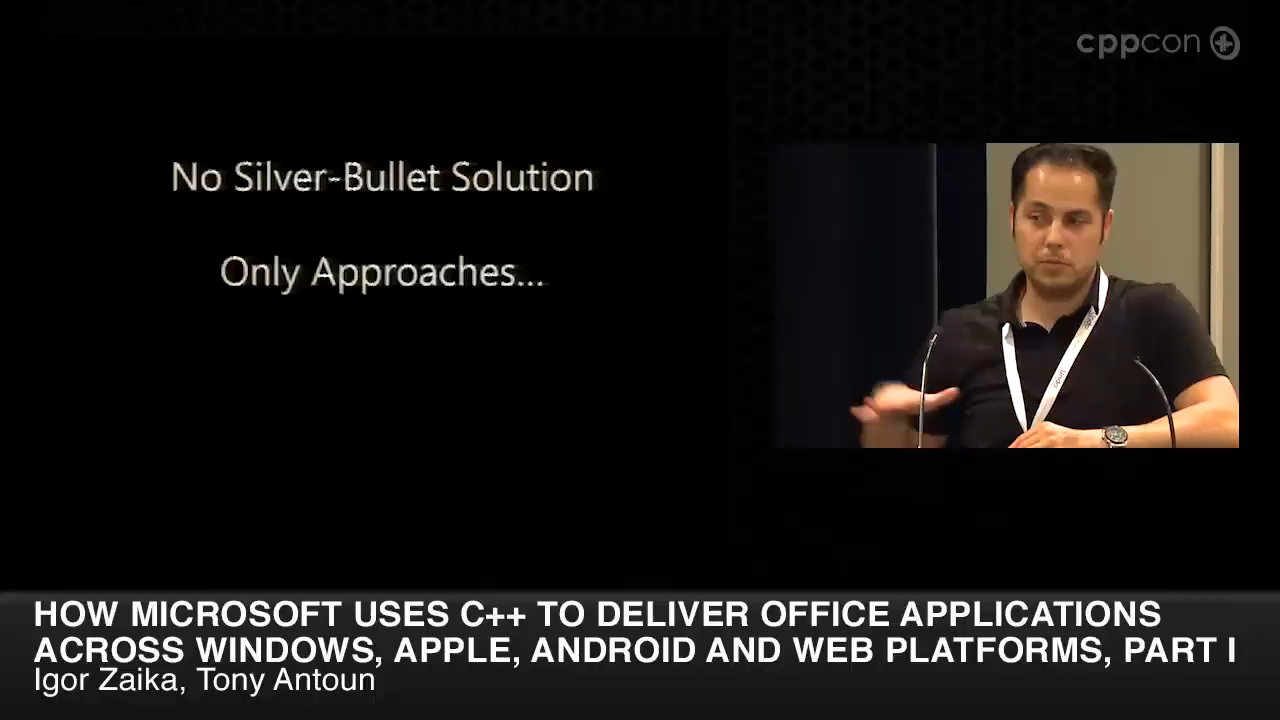 cppcon
No Silver-Bullet Solution
Only Approaches...
HOW MICROSOFT USES C++ TO DELIVER OFFICE APPLICATIONS
ACROSS WINDOWS, APPLE, ANDROID AND WEB PLATFORMS, PART I
Igor Zaika, Tony Antoun